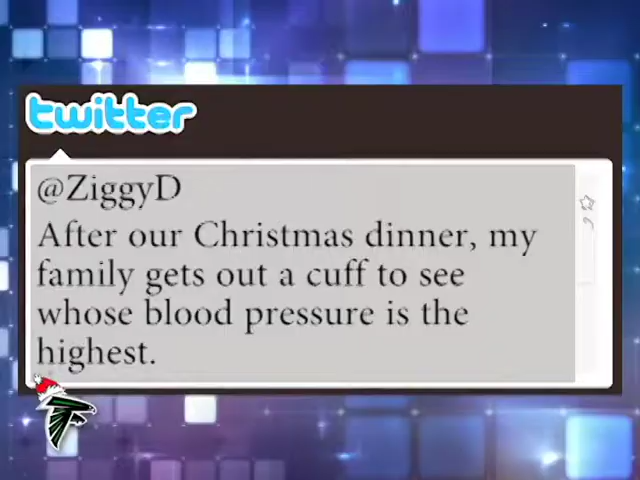 twitter
@ZiggyD
After our Christmas dinner, my
family gets out a cuff to see
whose blood pressure is the
highest.